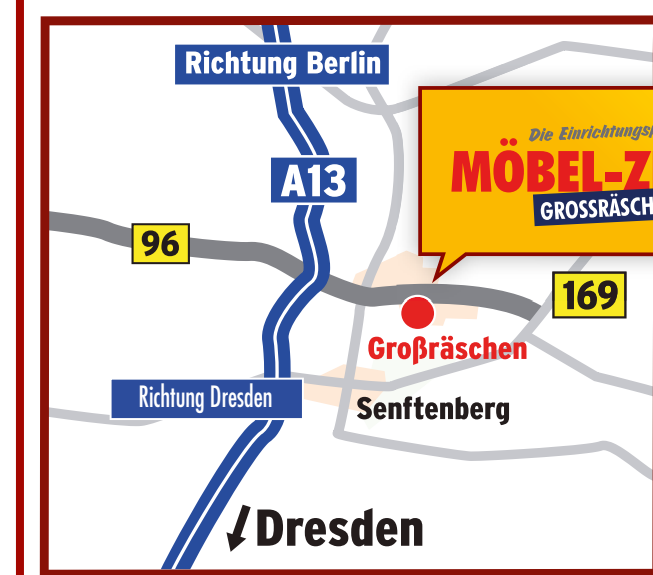 Richtung Berlin
Die Einrichtungs
MÖBEL-Z
GROSSRÄSCH
A13
96
169
Großräschen
Richtung Dresden
Senftenberg
Dresden